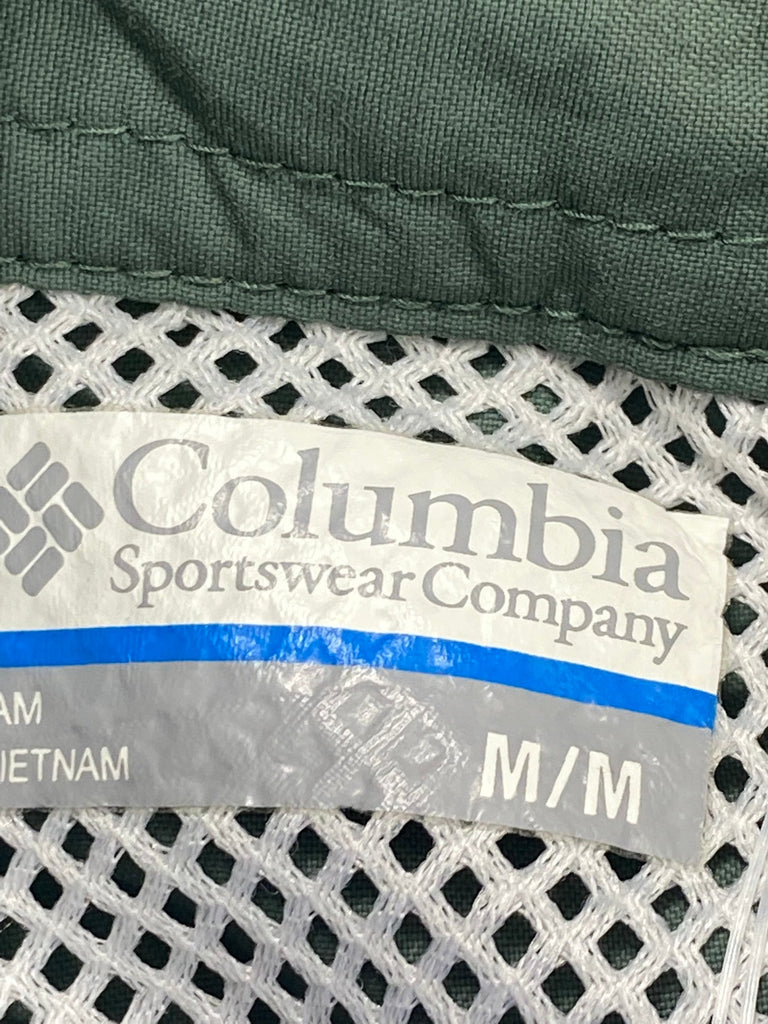 Columbia
Sportswear Company
AM
IETNAM
M/M